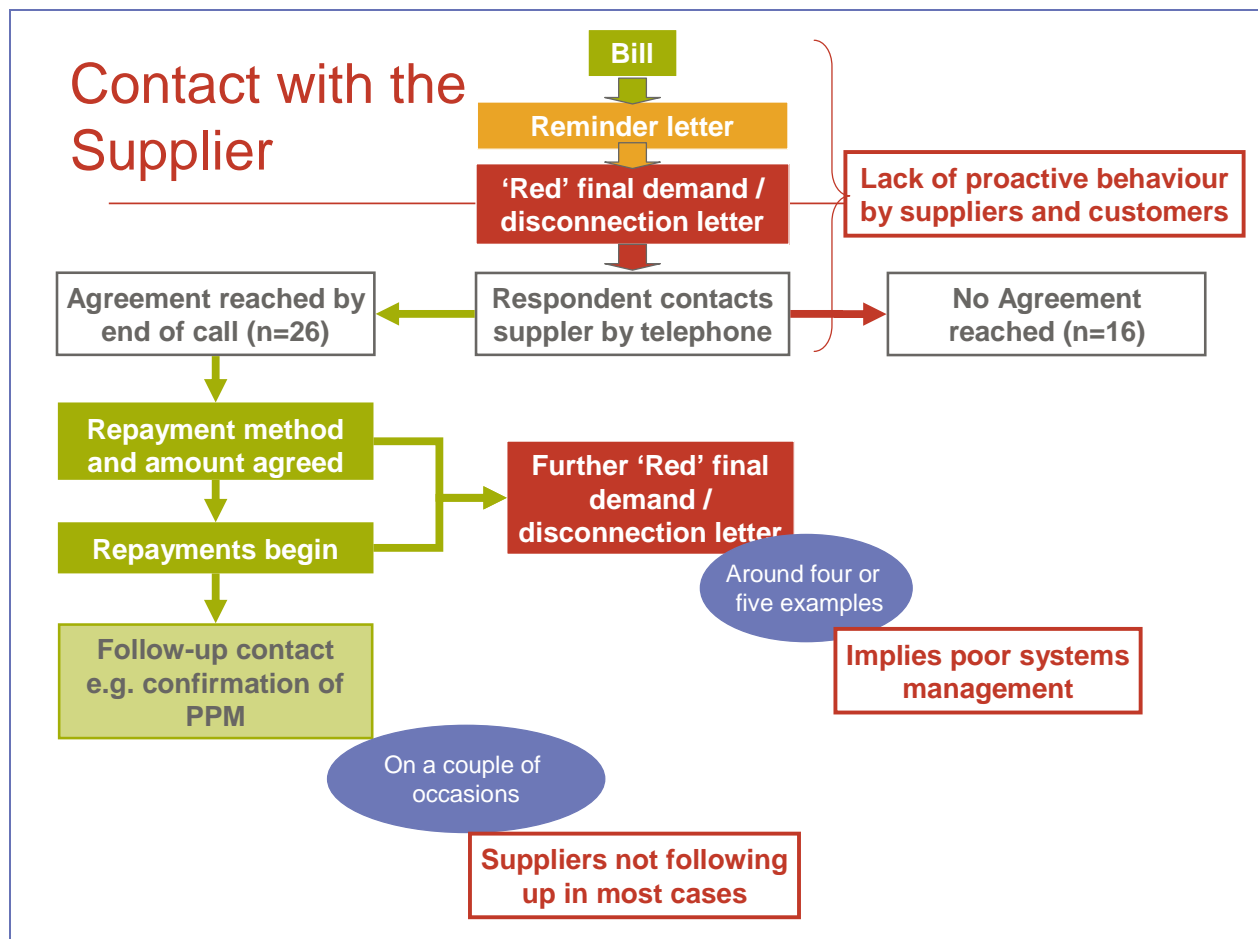 Contact with the
Supplier
Bill
Reminder letter
‘Red’ final demand /
disconnection letter
Lack of proactive behaviour
by suppliers and customers
Agreement reached by
end of call (n=26)
Respondent contacts
suppler by telephone
No Agreement
reached (n=16)
Repayment method
and amount agreed
Further ‘Red’ final
demand /
disconnection letter
Repayments begin
Around four or
five examples
Follow-up contact
e.g. confirmation of
PPM
Implies poor systems
management
On a couple of
occasions
Suppliers not following
up in most cases